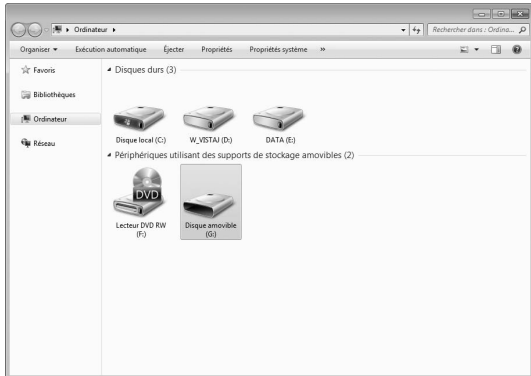 Ordinateur
Rechercher dans : Ordina...
Organiser Exécution automatique Éjecter Propriétés Propriétés système »
Favoris
Bibliothèques
Ordinateur
Réseau
Disques durs (3)
Disque local (C:) W_VISTAJ (D:) DATA (E:)
Périphériques utilisant des supports de stockage amovibles (2)
DVD
Lecteur DVD RW (F:)
Disque amovible (G:)